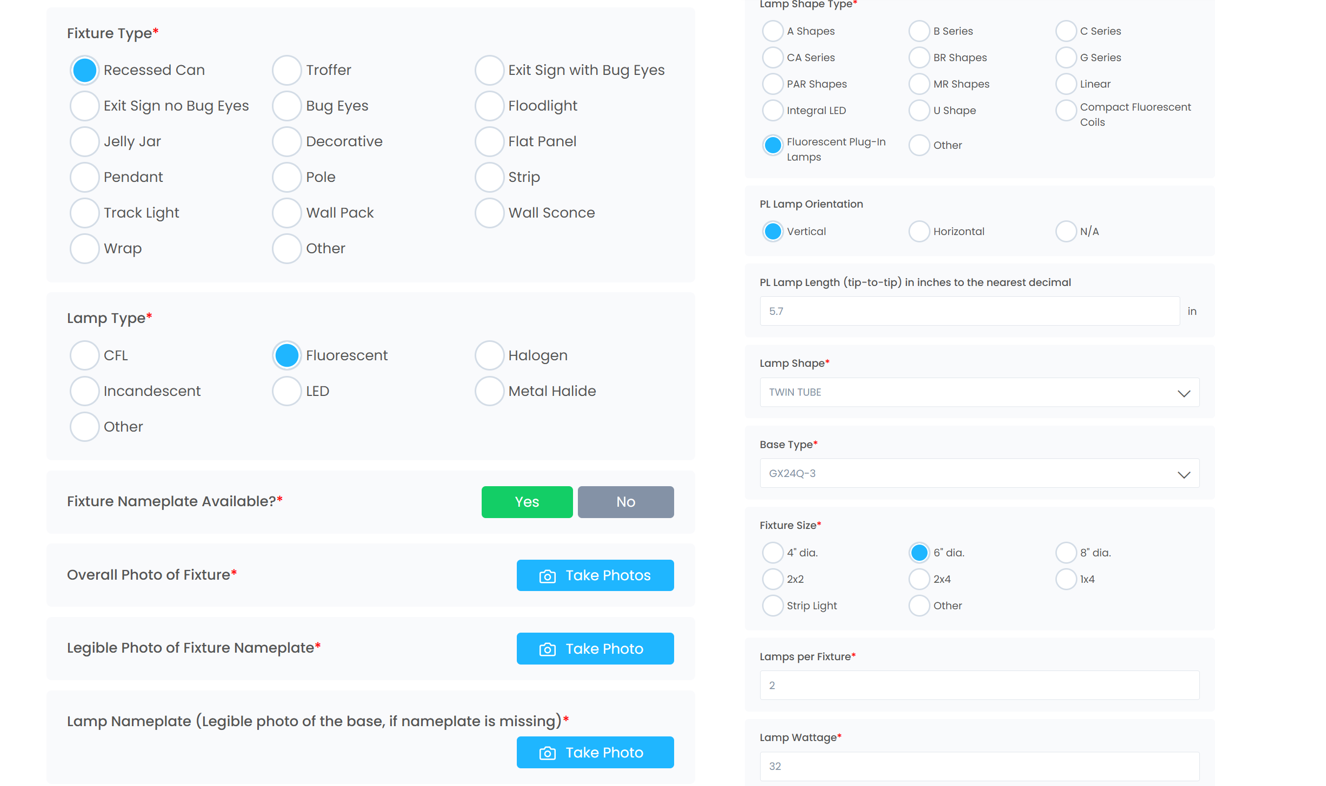 Fixture Type*
Recessed Can
Troffer
Exit Sign with Bug Eyes
Exit Sign no Bug Eyes
Bug Eyes
Floodlight
Jelly Jar
Decorative
Flat Panel
Pendant
Pole
Strip
Track Light
Wall Pack
Wall Sconce
Wrap
Other
Lamp Type*
CFL
Fluorescent
Halogen
Incandescent
LED
Metal Halide
Other
Fixture Nameplate Available?*
Yes
No
Overall Photo of Fixture*
Take Photos
Legible Photo of Fixture Nameplate*
Take Photo
Lamp Nameplate (Legible photo of the base, if nameplate is missing)*
Take Photo
Lamp Shape Type*
A Shapes
B Series
C Series
CA Series
BR Shapes
G Series
PAR Shapes
MR Shapes
Linear
Integral LED
U Shape
Compact Fluorescent
Coils
Fluorescent Plug-In
Lamps
Other
PL Lamp Orientation
Vertical
Horizontal
N/A
PL Lamp Length (tip-to-tip) in inches to the nearest decimal
5.7
in
Lamp Shape*
TWIN TUBE
Base Type*
GX24Q-3
Fixture Size*
4" dia.
6" dia.
8" dia.
2x2
2x4
1x4
Strip Light
Other
Lamps per Fixture*
2
Lamp Wattage*
32